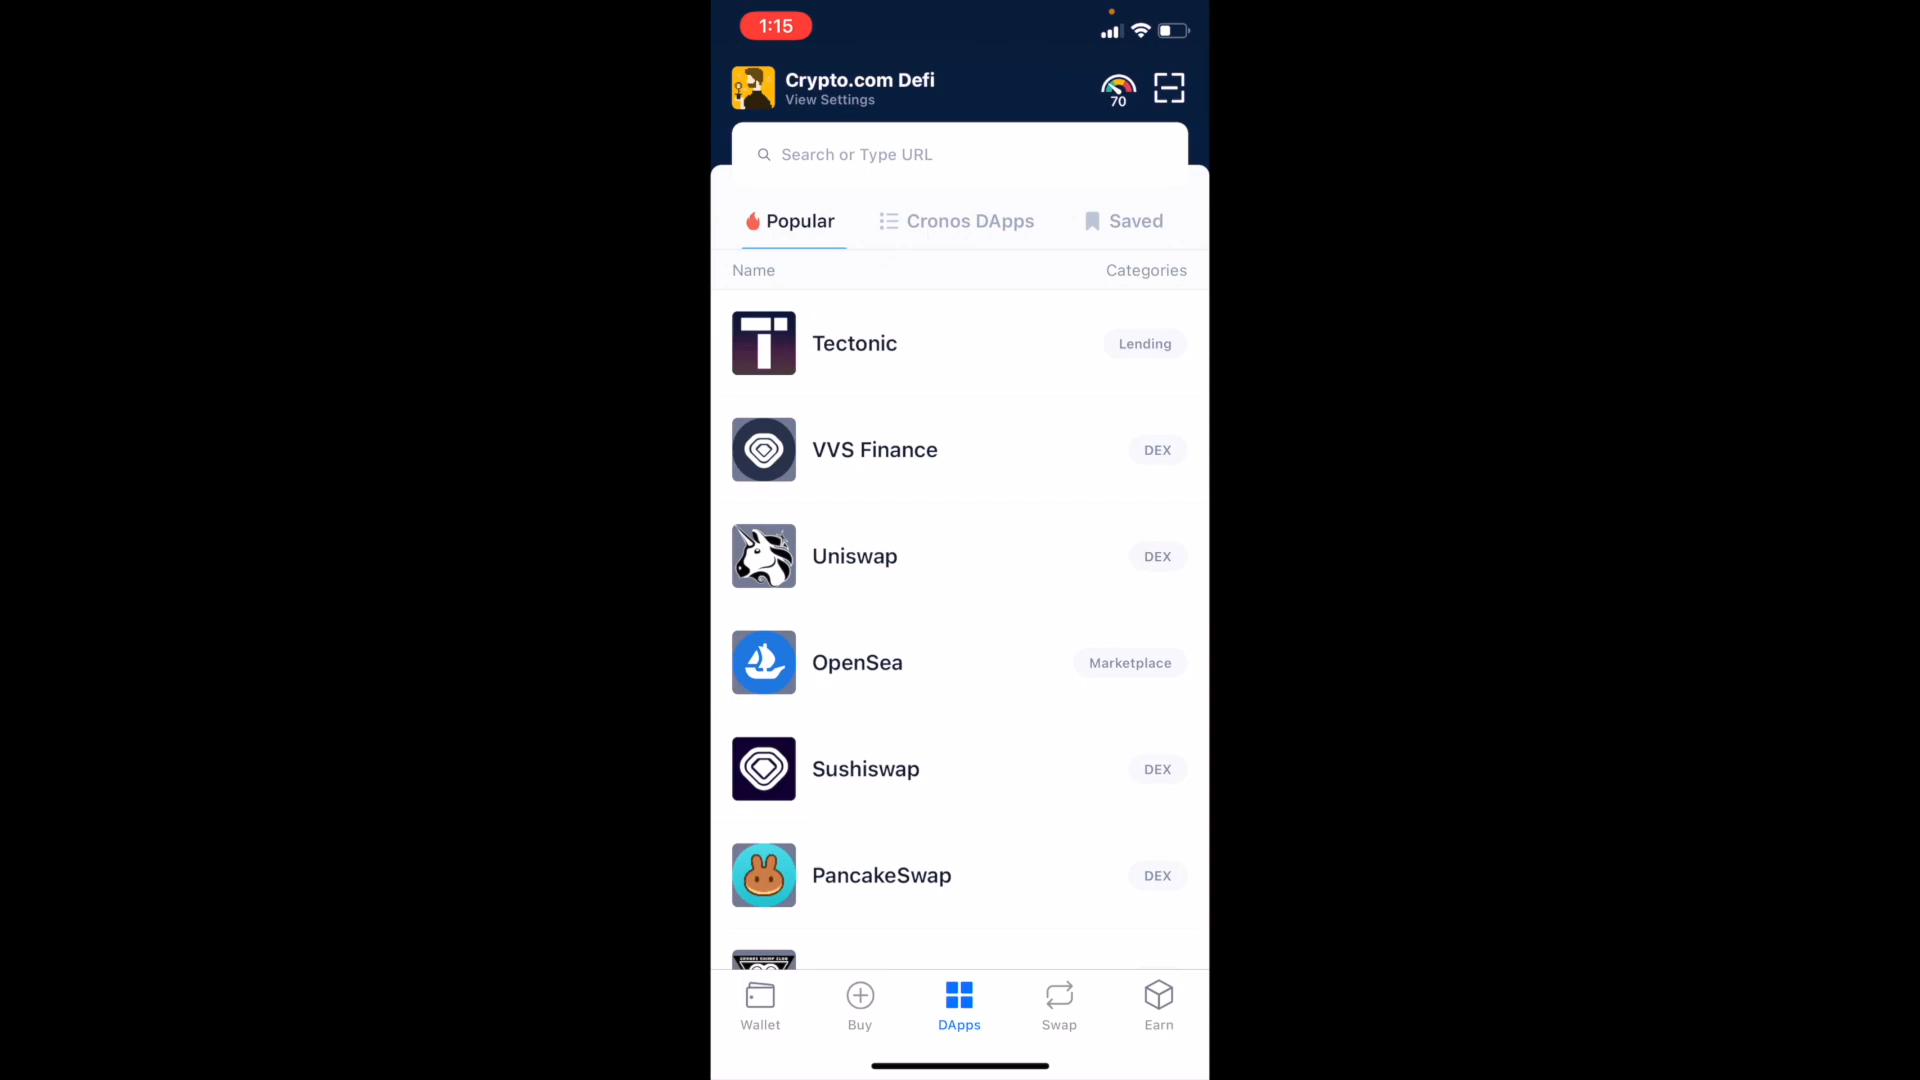 1:15
Crypto.com Defi
View Settings
70
Search or Type URL
Popular
Cronos DApps
Saved
Name
Categories
Tectonic
Lending
VVS Finance
DEX
Uniswap
DEX
OpenSea
Marketplace
Sushiswap
DEX
PancakeSwap
DEX
Wallet
Buy
DApps
Swap
Earn